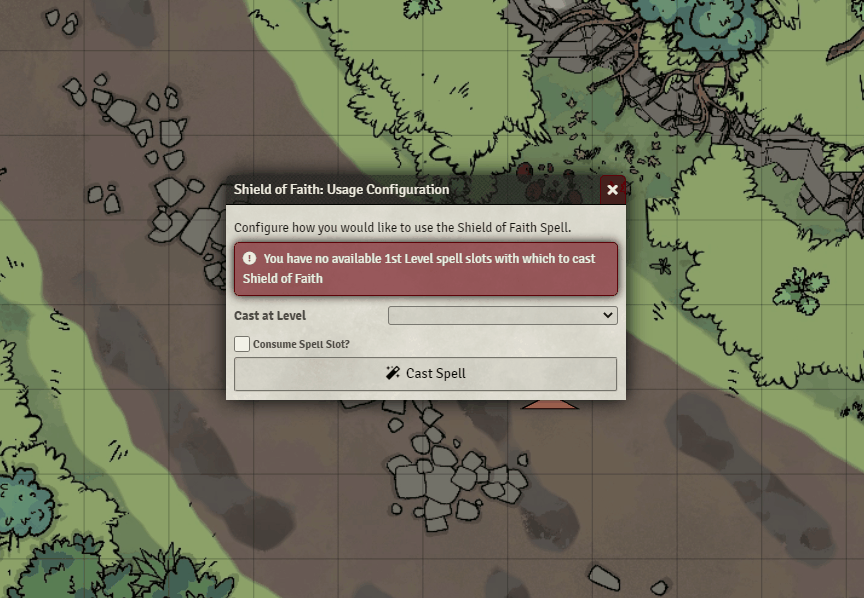 Shield of Faith: Usage Configuration
Configure how you would like to use the Shield of Faith Spell.
You have no available 1st Level spell slots with which to cast
Shield of Faith
Cast at Level
Consume Spell Slot?
Cast Spell